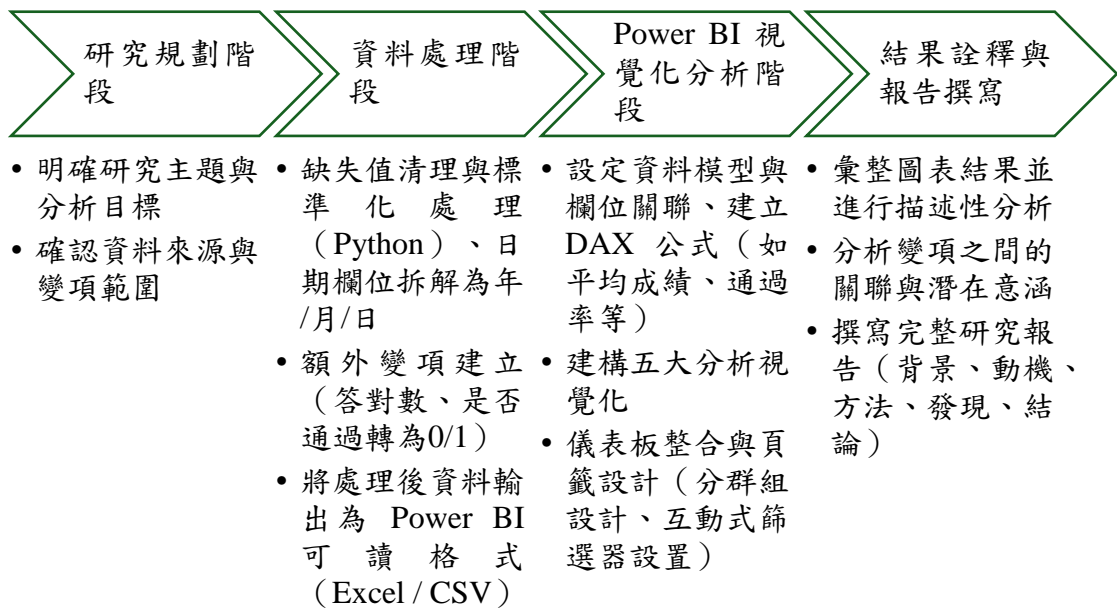 研究規劃階
段
資料處理階
段
Power BI 視
覺化分析階
段
結果詮釋與
報告撰寫
• 明確研究主題與
分析目標
• 確認資料來源與
變項範圍
• 缺失值清理與標
準化處理
（Python）、日
期欄位拆解為年
/月/日
• 額外變項建立
（答對數、是否
通過轉為0/1）
• 將處理後資料輸
出為 Power BI
可讀格式
（Excel / CSV）
• 設定資料模型與
欄位關聯、建立
DAX 公式（如
平均成績、通過
率等）
• 建構五大分析視
覺化
• 儀表板整合與頁
籤設計（分群組
設計、互動式篩
選器設置）
• 彙整圖表結果並
進行描述性分析
• 分析變項之間的
關聯與潛在意涵
• 撰寫完整研究報
告（背景、動機、
方法、發現、結
論）